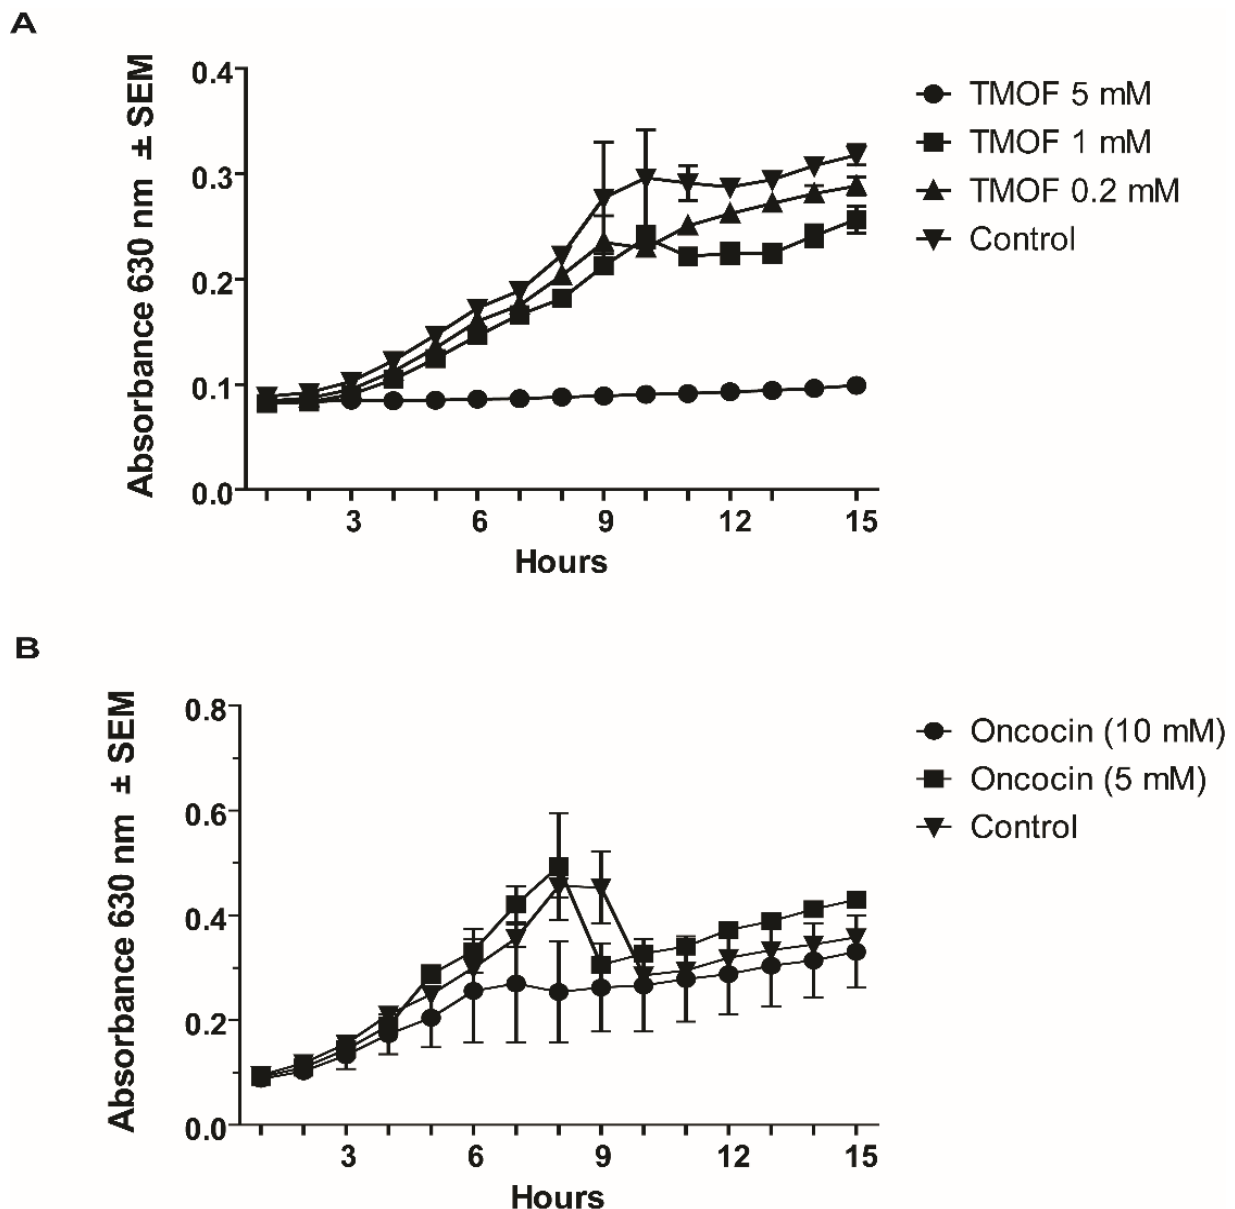 A
Absorbance 630 nm ± SEM
0.4
0.3
0.2
0.1
0.0
3 6 9 12 15
Hours
TMOF 5 mM
TMOF 1 mM
TMOF 0.2 mM
Control
B
Absorbance 630 nm ± SEM
0.8
0.6
0.4
0.2
0.0
3 6 9 12 15
Hours
Oncocin (10 mM)
Oncocin (5 mM)
Control